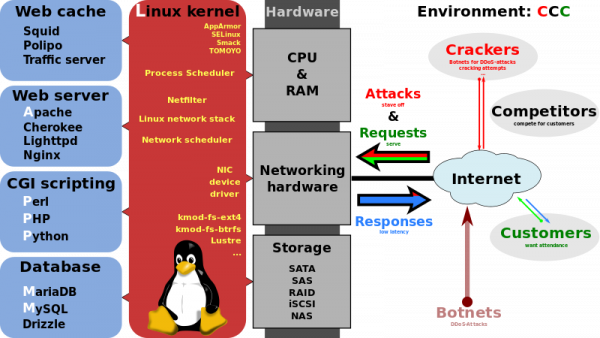 Web cache
Squid
Polipo
Traffic server
Web server
Apache
Cherokee
Lighttpd
Nginx
CGI scripting
Perl
PHP
Python
Database
MariaDB
MySQL
Drizzle
Linux kernel
AppArmor
SELinux
Smack
TOMOYO
Process Scheduler
Netfilter
Linux network stack
Network scheduler
NIC
device
driver
kmod-fs-ext4
kmod-fs-btrfs
Lustre
...
Hardware
CPU
&
RAM
Networking
hardware
Storage
SATA
SAS
RAID
iSCSI
NAS
Environment: CCC
Crackers
Botnets for DDoS-attacks
cracking attempts
...
Attacks
stave off
&
Requests
serve
Responses
low latency
Competitors
compete for customers
Internet
Customers
want attendance
Botnets
DDoS-Attacks